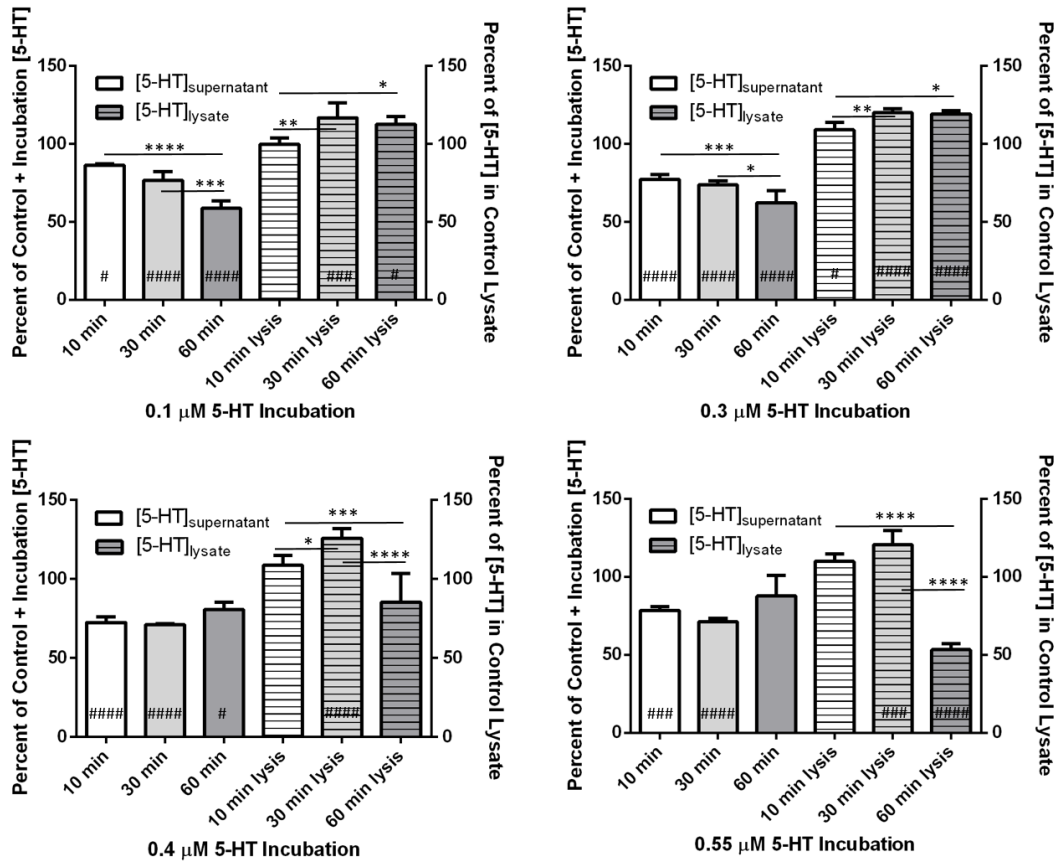 Percent of Control + Incubation [5-HT]
150
100
50
0
[5-HT]supernatant
[5-HT]lysate
****
***
**
*
#
####
####
###
#
150
100
50
0
Percent of [5-HT] in Control Lysate
10 min
30 min
60 min
10 min lysis
30 min lysis
60 min lysis
0.1 μM 5-HT Incubation
Percent of Control + Incubation [5-HT]
150
100
50
0
[5-HT]supernatant
[5-HT]lysate
***
*
**
*
####
####
####
#
####
####
150
100
50
0
Percent of [5-HT] in Control Lysate
10 min
30 min
60 min
10 min lysis
30 min lysis
60 min lysis
0.3 μM 5-HT Incubation
Percent of Control + Incubation [5-HT]
150
100
50
0
[5-HT]supernatant
[5-HT]lysate
***
*
****
####
####
#
####
150
100
50
0
Percent of [5-HT] in Control Lysate
10 min
30 min
60 min
10 min lysis
30 min lysis
60 min lysis
0.4 μM 5-HT Incubation
Percent of Control + Incubation [5-HT]
150
100
50
0
[5-HT]supernatant
[5-HT]lysate
****
****
###
####
###
####
150
100
50
0
Percent of [5-HT] in Control Lysate
10 min
30 min
60 min
10 min lysis
30 min lysis
60 min lysis
0.55 μM 5-HT Incubation